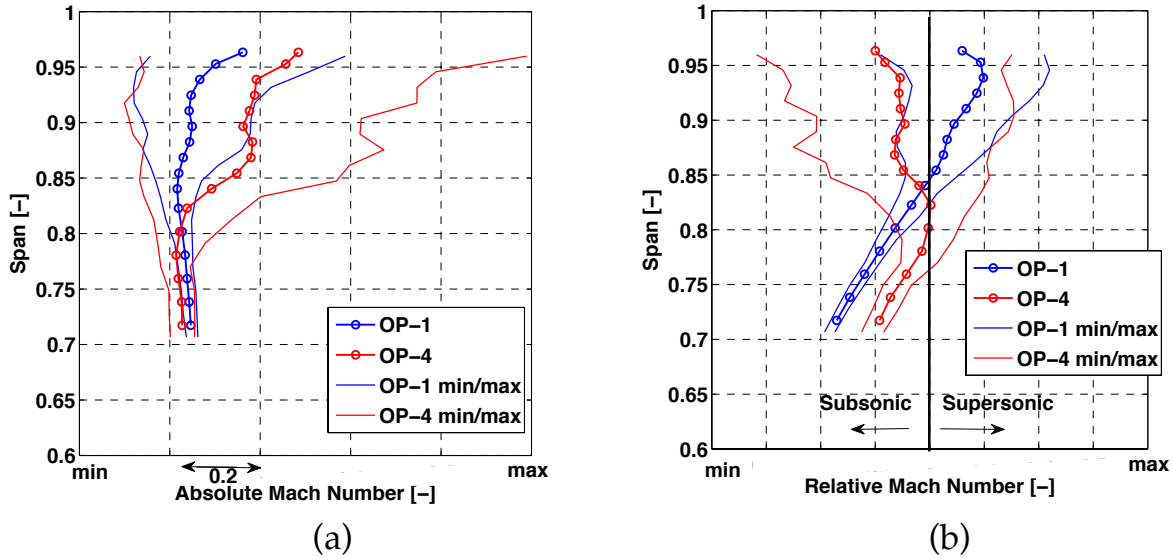 1
0.95
0.9
0.85
0.8
0.75
0.7
0.65
0.6
Span [-]
OP-1
OP-4
OP-1 min/max
OP-4 min/max
min
0.2
max
Absolute Mach Number [-]
(a)
1
0.95
0.9
0.85
0.8
0.75
0.7
0.65
0.6
Span [-]
OP-1
OP-4
OP-1 min/max
OP-4 min/max
Subsonic
Supersonic
min
max
Relative Mach Number [-]
(b)